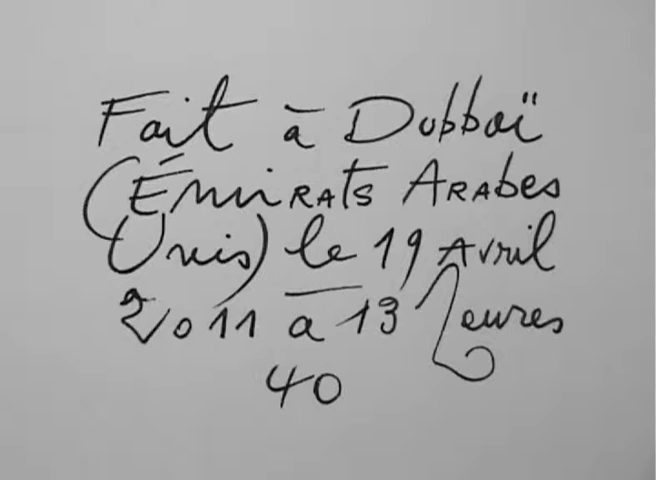 Fait à Dubbaï
(Émirats Arabes
Unis) le 19 Avril
2011 à 13 heures
40